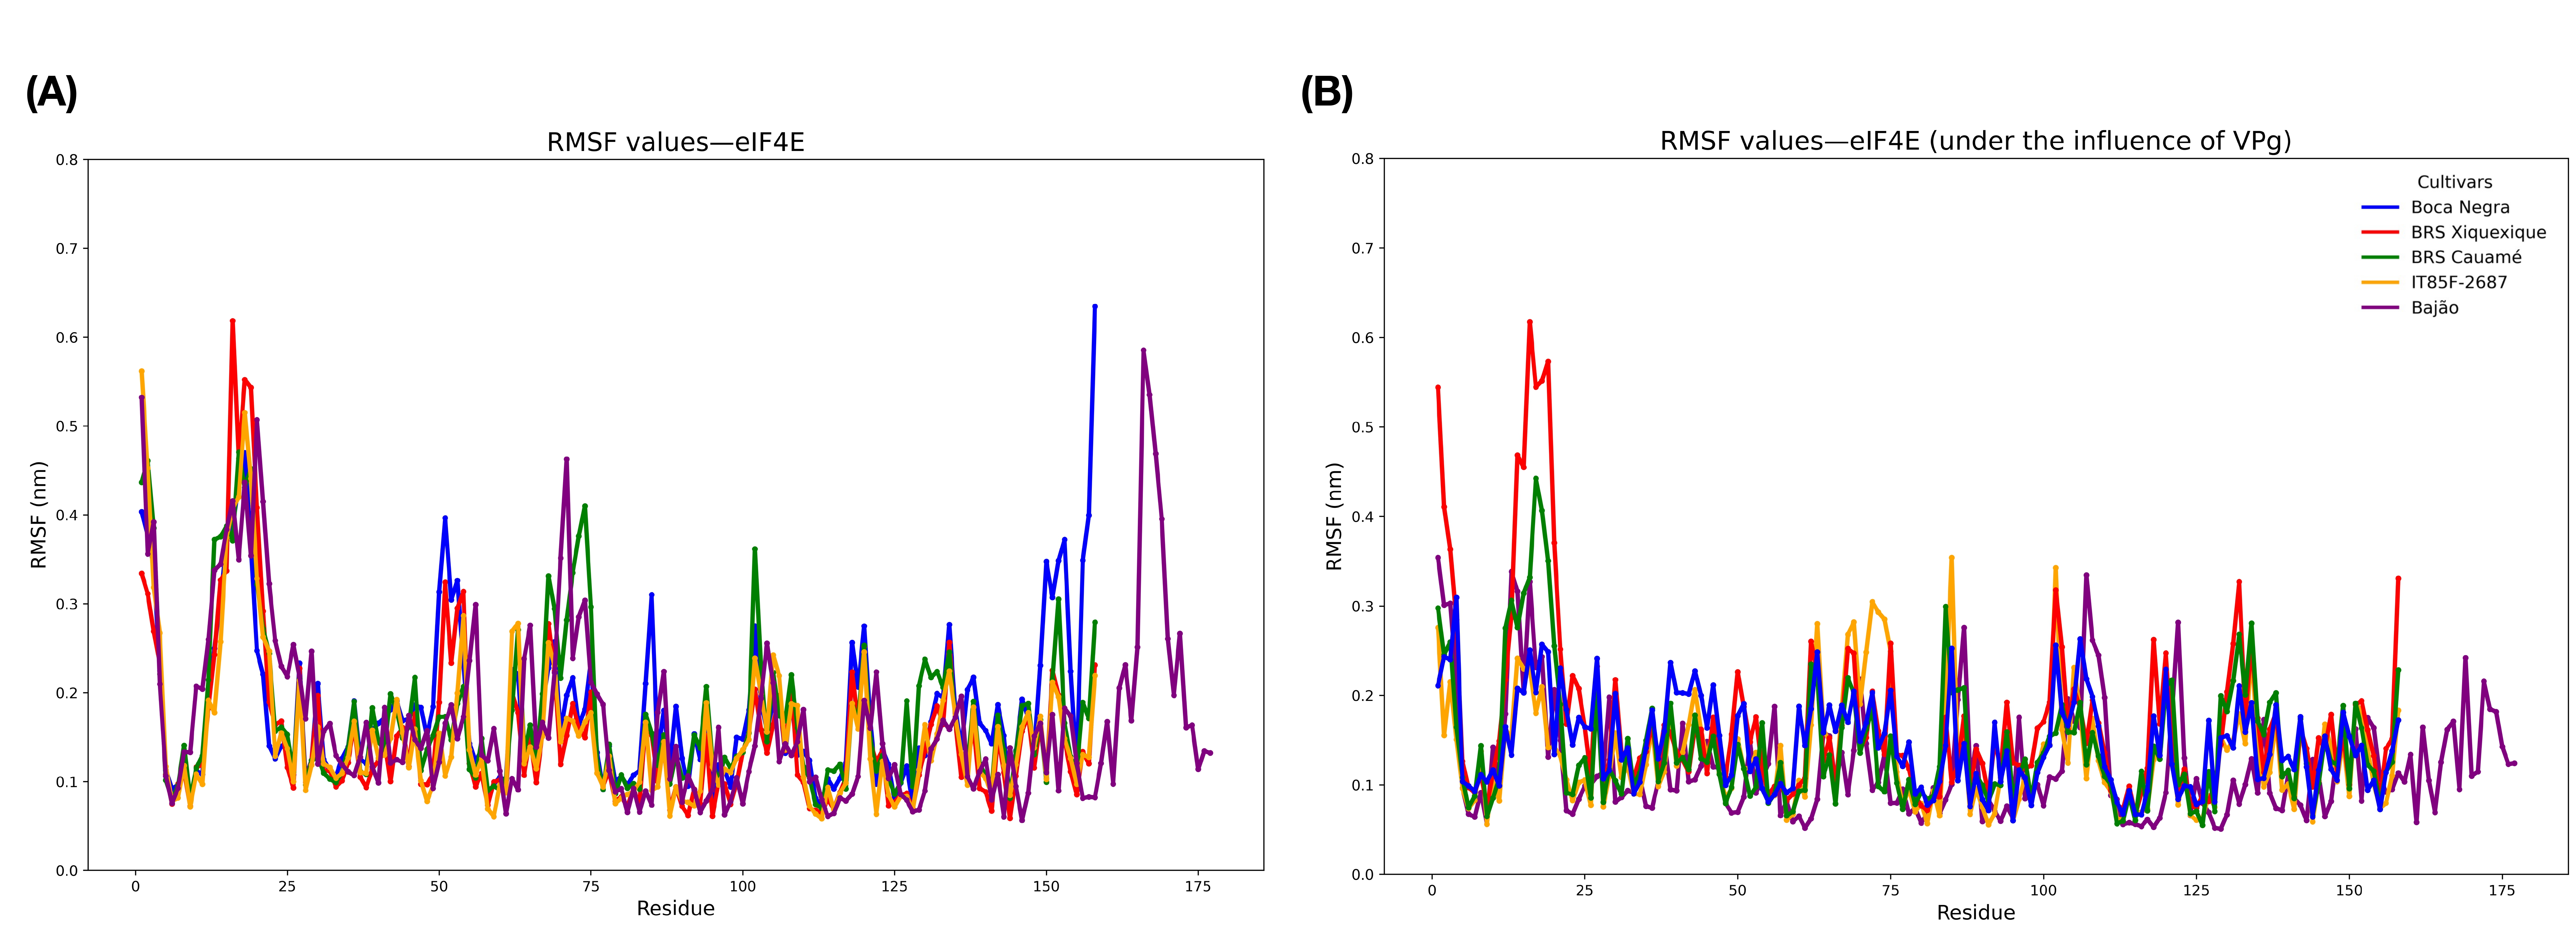 (A)
RMSF values—eIF4E
0.8
0.7
0.6
0.5
0.4
0.3
0.2
0.1
0.0
RMSF (nm)
0 25 50 75 100 125 150 175
Residue
(B)
RMSF values—eIF4E (under the influence of VPg)
0.8
0.7
0.6
0.5
0.4
0.3
0.2
0.1
0.0
RMSF (nm)
Cultivars
Boca Negra
BRS Xiquexique
BRS Cauamé
IT85F-2687
Bajão
0 25 50 75 100 125 150 175
Residue